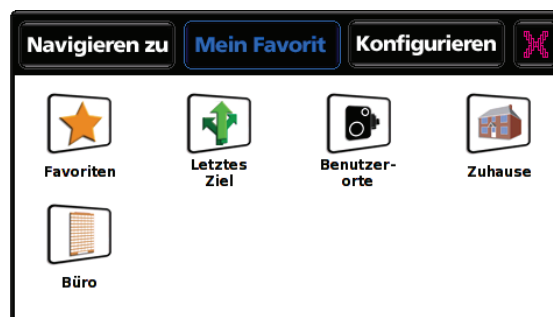 Navigieren zu Mein Favorit Konfigurieren
Favoriten
Letztes
Ziel
Benutzer-
orte
Zuhause
Büro